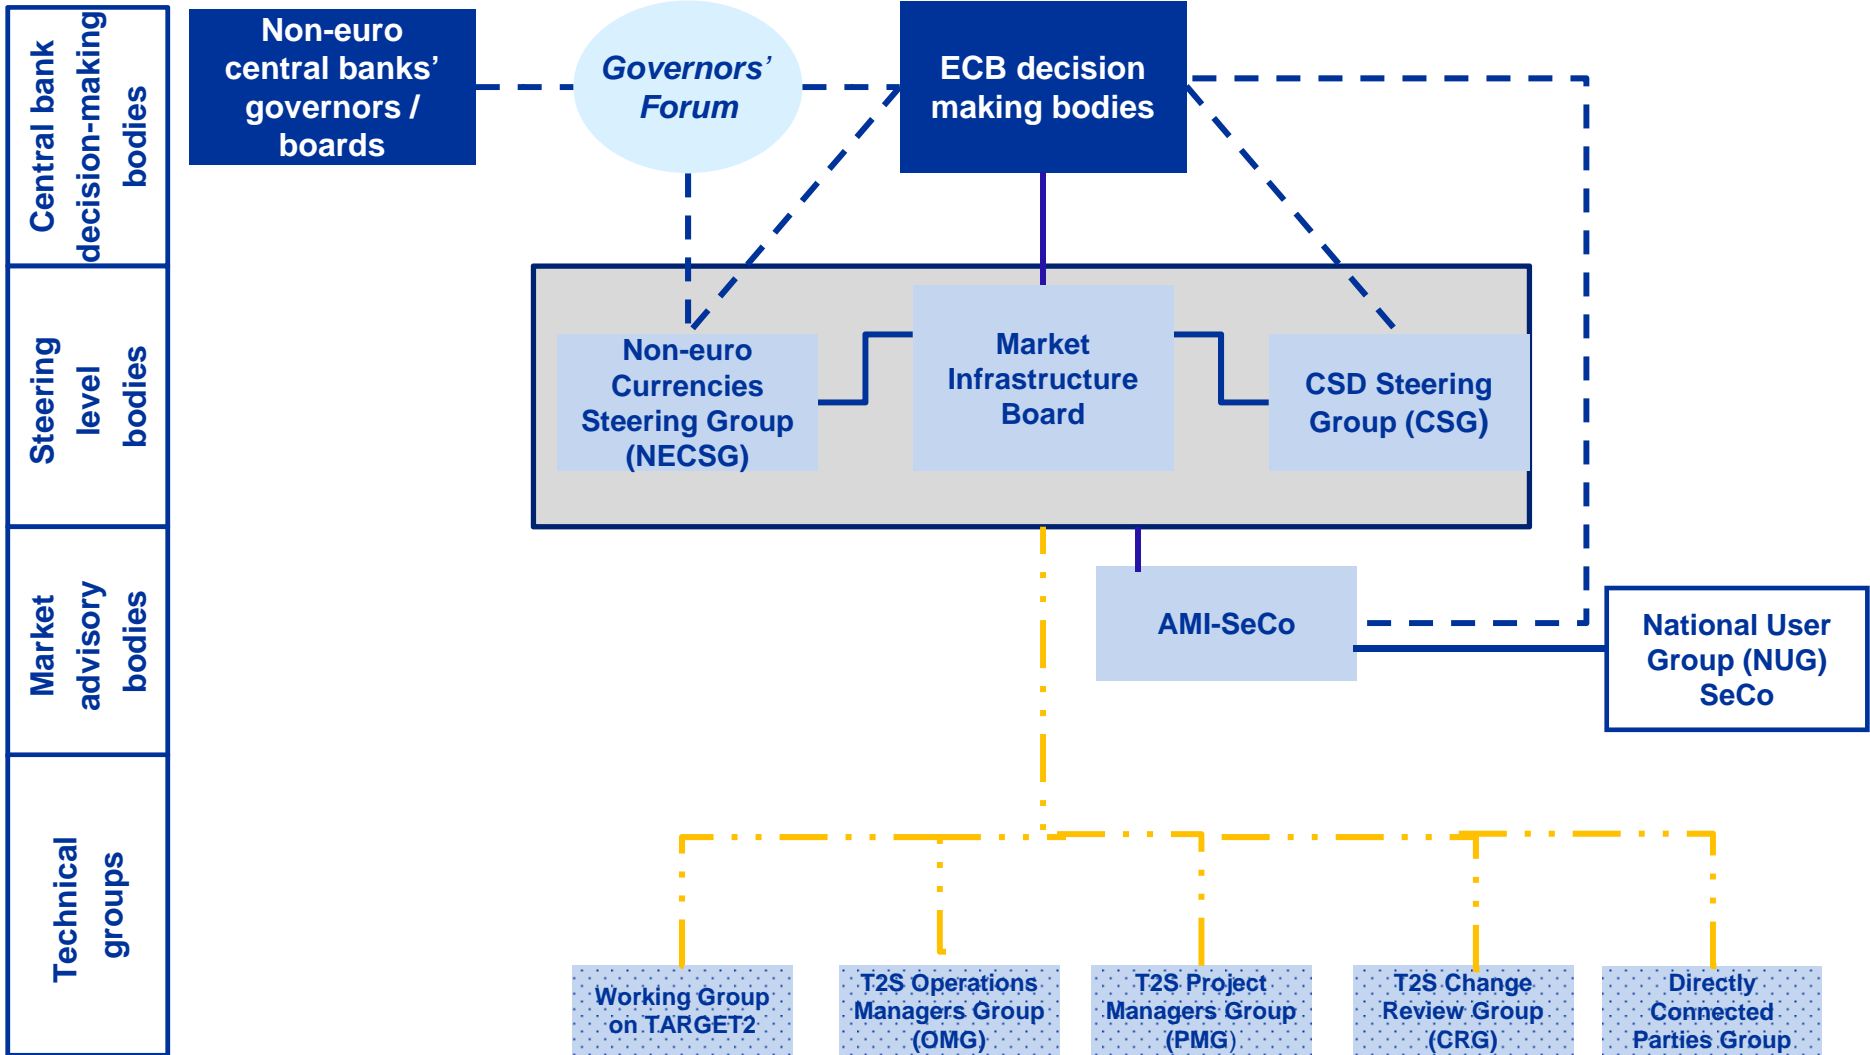 Central bank
decision-making
bodies
Non-euro
central banks’
governors /
boards
Governors’
Forum
ECB decision
making bodies
Steering
level
bodies
Non-euro
Currencies
Steering Group
(NECSG)
Market
Infrastructure
Board
CSD Steering
Group (CSG)
Market
advisory
bodies
AMI-SeCo
National User
Group (NUG)
SeCo
Technical
groups
Working Group
on TARGET2
T2S Operations
Managers Group
(OMG)
T2S Project
Managers Group
(PMG)
T2S Change
Review Group
(CRG)
Directly
Connected
Parties Group